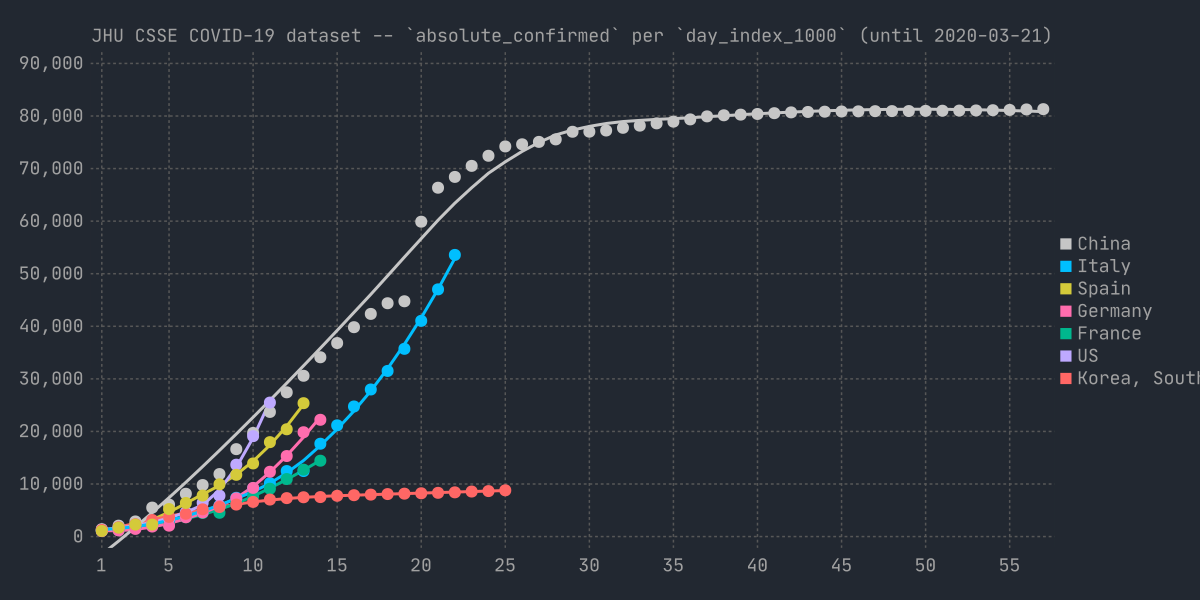 JHU CSSE COVID-19 dataset -- `absolute_confirmed` per `day_index_1000` (until 2020-03-21)
90,000
80,000
70,000
60,000
50,000
40,000
30,000
20,000
10,000
0
1 5 10 15 20 25 30 35 40 45 50 55
China
Italy
Spain
Germany
France
US
Korea, South